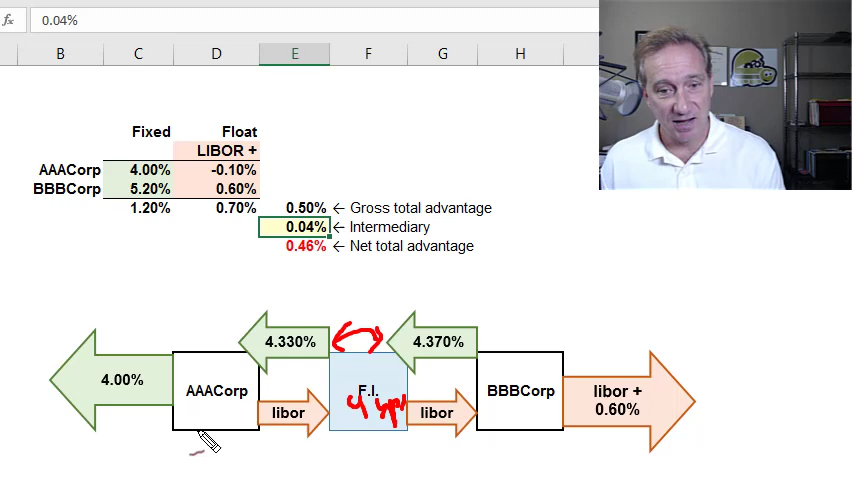 fx 0.04%
B C D E F G H
Fixed Float
LIBOR +
AAACorp 4.00% -0.10%
BBBCorp 5.20% 0.60%
1.20% 0.70% 0.50% ← Gross total advantage
0.04% ← Intermediary
0.46% ← Net total advantage
4.330% 4.370%
4.00% AAACorp F.I. BBBCorp libor +
0.60%
libor 4 libor